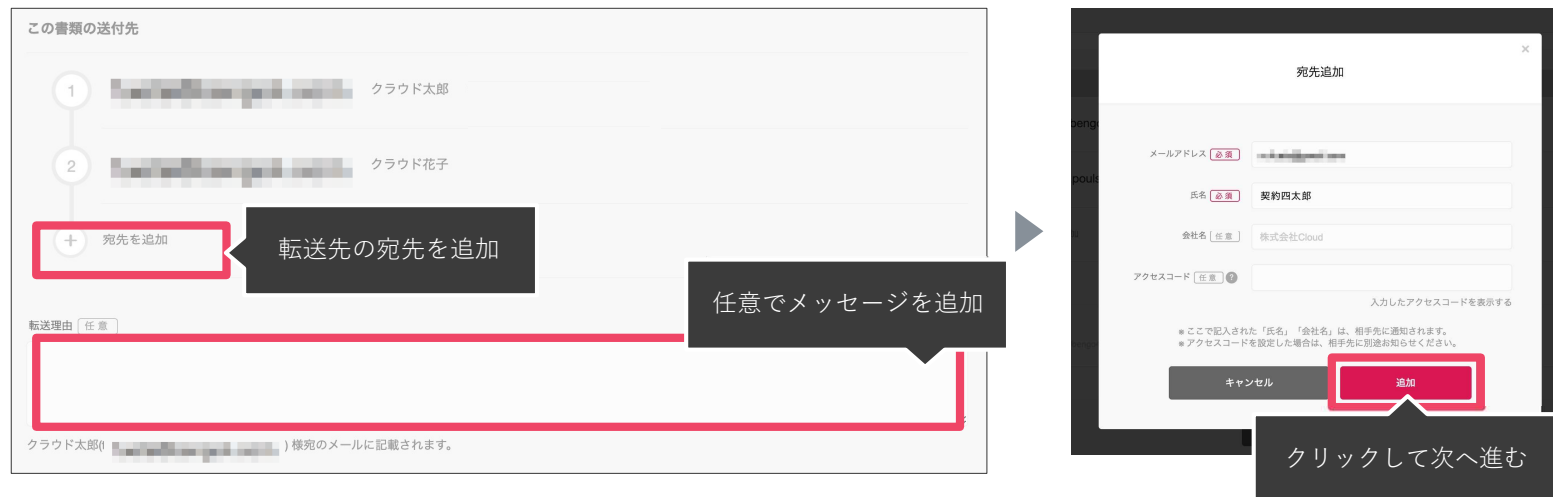 この書類の送付先
1
クラウド太郎
2
クラウド花子
+ 宛先を追加
転送先の宛先を追加
任意でメッセージを追加
転送理由 任意
クラウド太郎(
)様宛のメールに記載されます。
×
宛先追加
メールアドレス 必須
氏名 必須 契約四太郎
会社名 任意 株式会社Cloud
アクセスコード 任意 ?
入力したアクセスコードを表示する
※ここで記入された「氏名」「会社名」は、相手先に通知されます。
※アクセスコードを設定した場合は、相手先に別途お知らせください。
キャンセル 追加
クリックして次へ進む